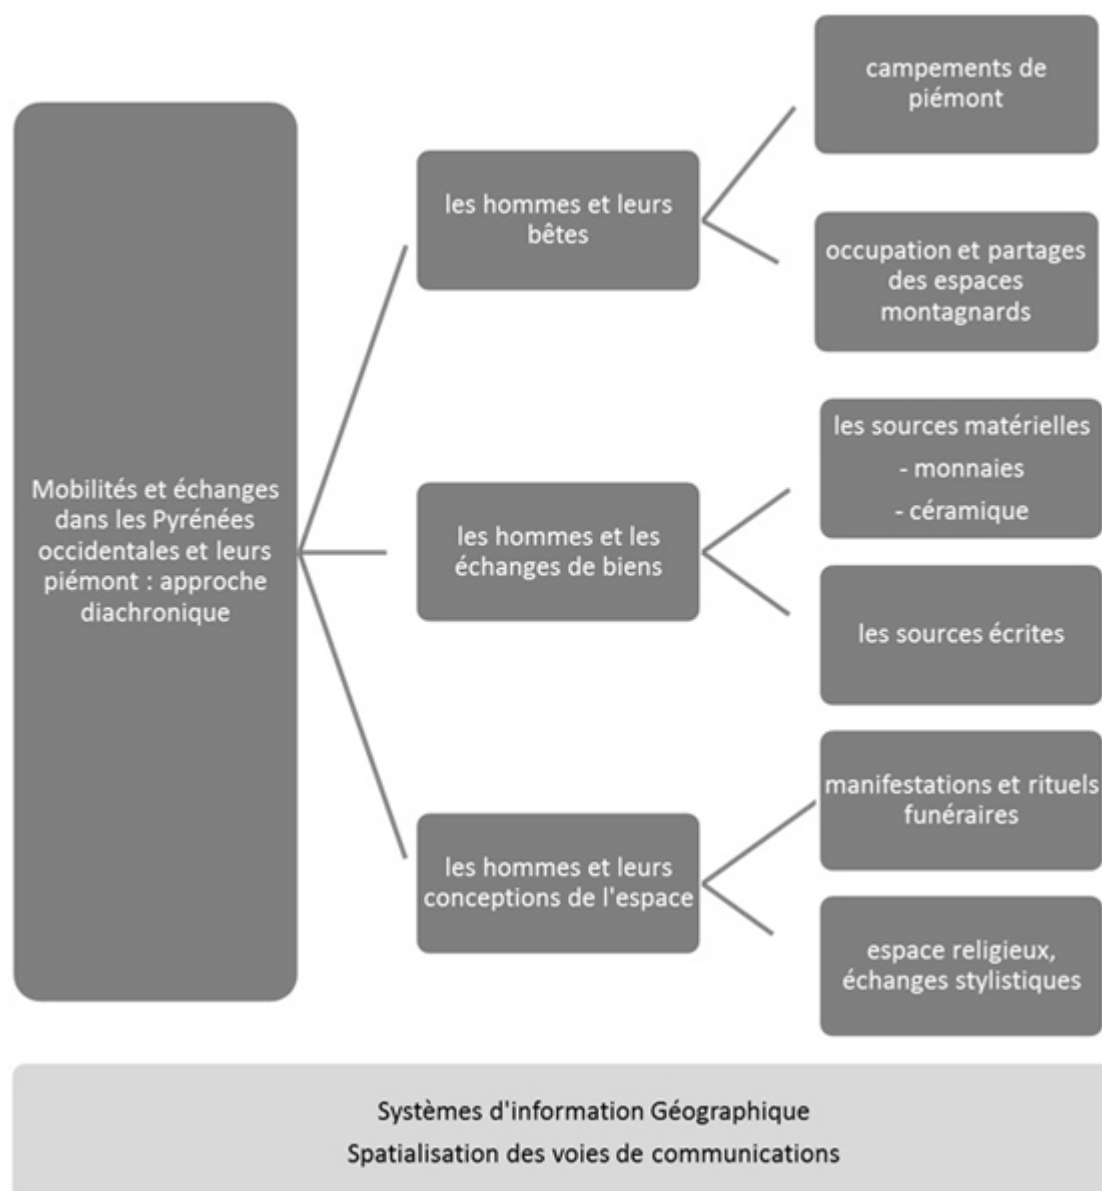 Mobilités et échanges
dans les Pyrénées
occidentales et leurs
piémont : approche
diachronique
les hommes et leurs
bêtes
campements de
piémont
occupation et partages
des espaces
montagnards
les hommes et les
échanges de biens
les sources matérielles
- monnaies
- céramique
les sources écrites
les hommes et leurs
conceptions de l'espace
manifestations et rituels
funéraires
espace religieux,
échanges stylistiques
Systèmes d'information Géographique
Spatialisation des voies de communications